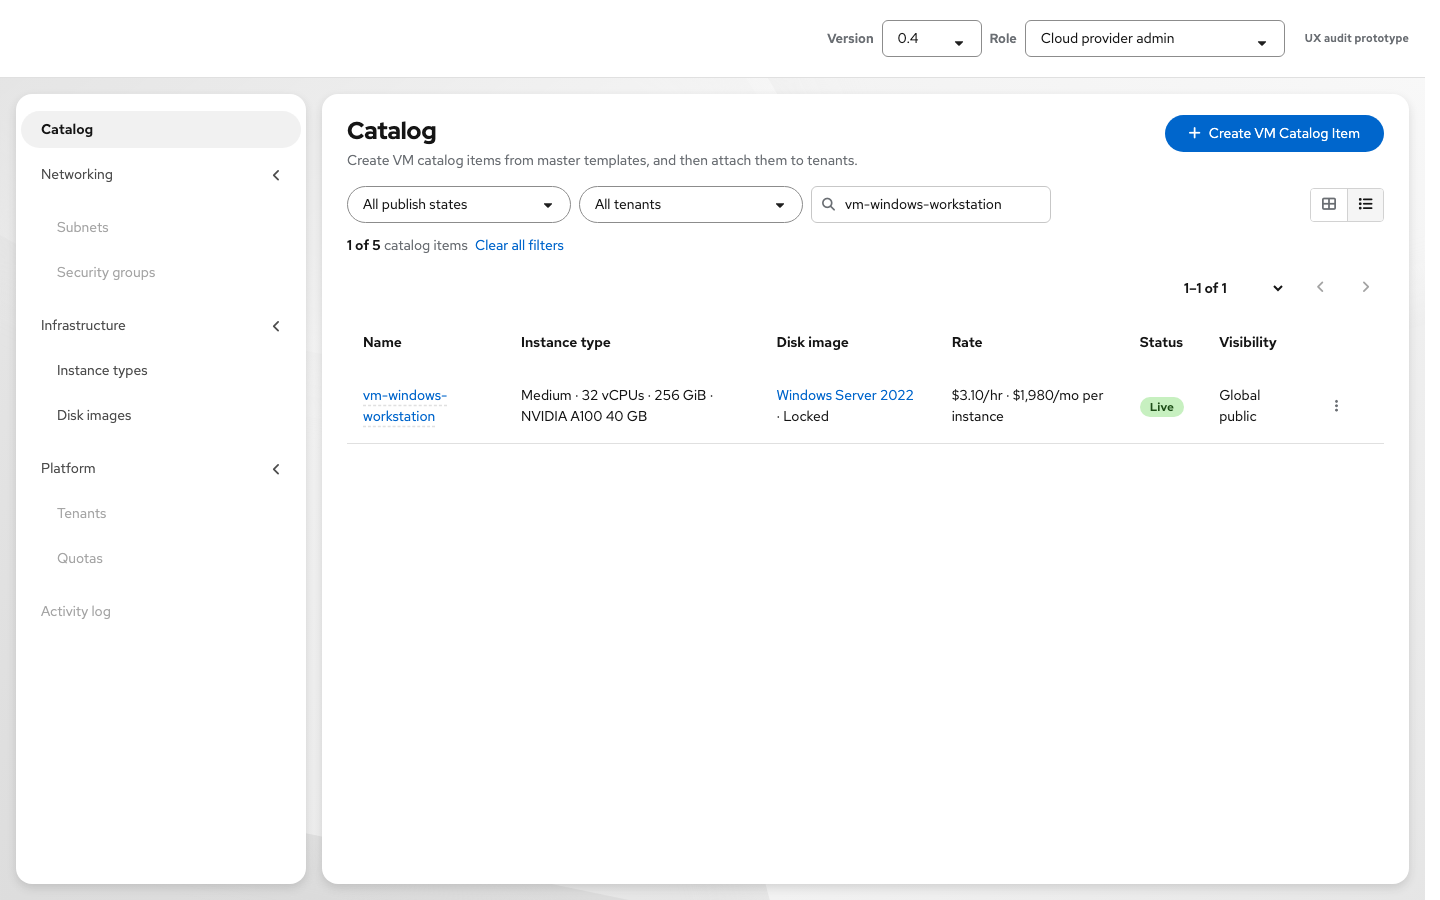 Version 0.4 Role Cloud provider admin UX audit prototype
Catalog
Networking
Subnets
Security groups
Infrastructure
Instance types
Disk images
Platform
Tenants
Quotas
Activity log
Catalog
Create VM Catalog Item
Create VM catalog items from master templates, and then attach them to tenants.
All publish states All tenants vm-windows-workstation
1 of 5 catalog items Clear all filters
1–1 of 1
Name Instance type Disk image Rate Status Visibility
vm-windows- Medium · 32 vCPUs · 256 GiB · Windows Server 2022 $3.10/hr · $1,980/mo per Live Global
workstation NVIDIA A100 40 GB · Locked instance public